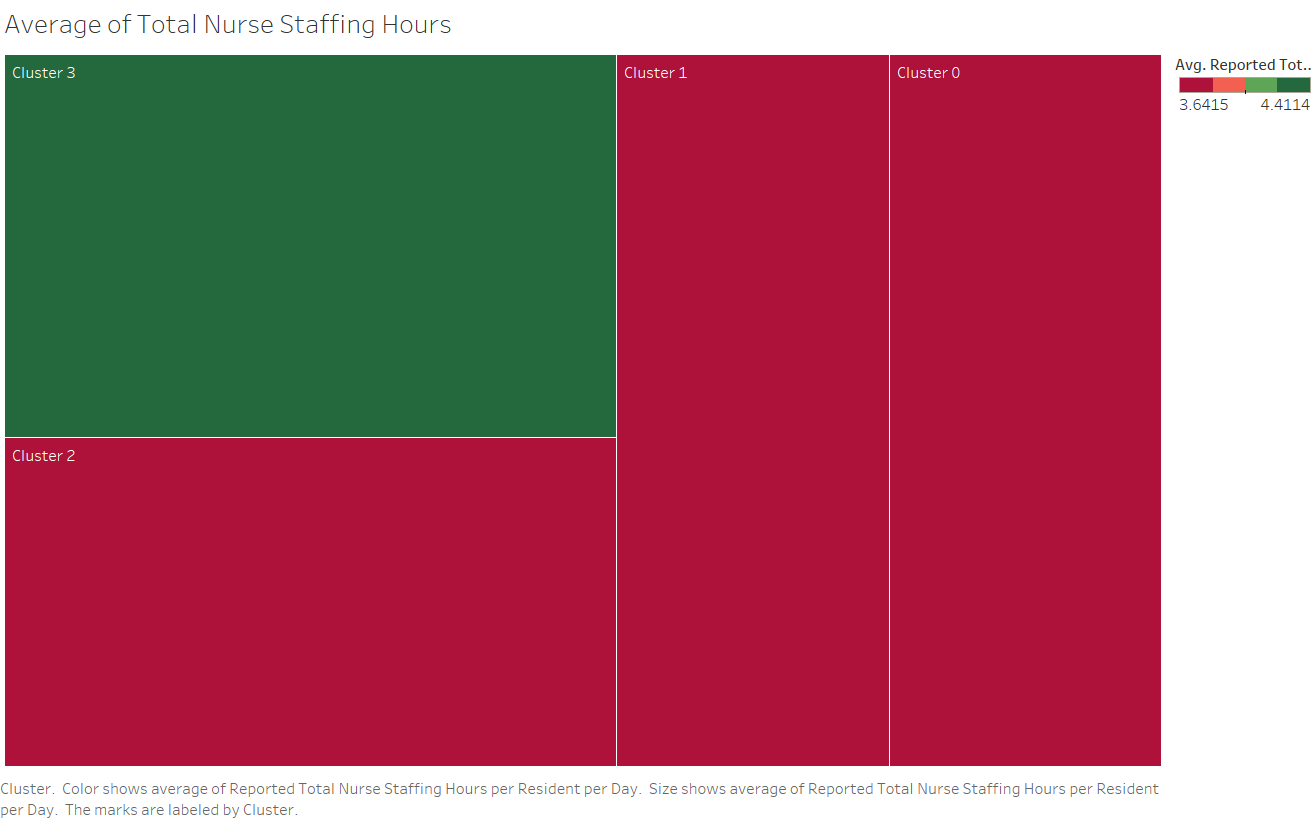 Average of Total Nurse Staffing Hours
Cluster 3
Cluster 1
Cluster 0
Avg. Reported Tot..
3.6415 4.4114
Cluster 2
Cluster. Color shows average of Reported Total Nurse Staffing Hours per Resident per Day. Size shows average of Reported Total Nurse Staffing Hours per Resident
per Day. The marks are labeled by Cluster.